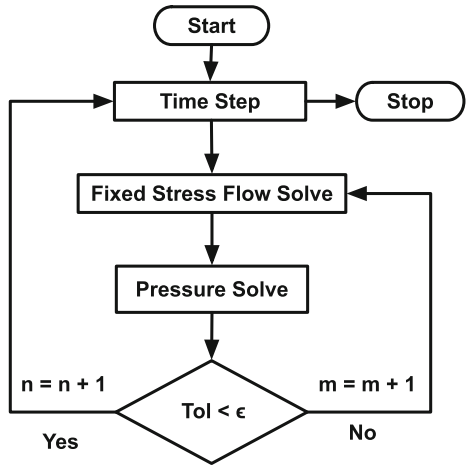 Start
Time Step
Stop
Fixed Stress Flow Solve
Pressure Solve
n = n + 1
m = m + 1
Tol < ϵ
Yes
No